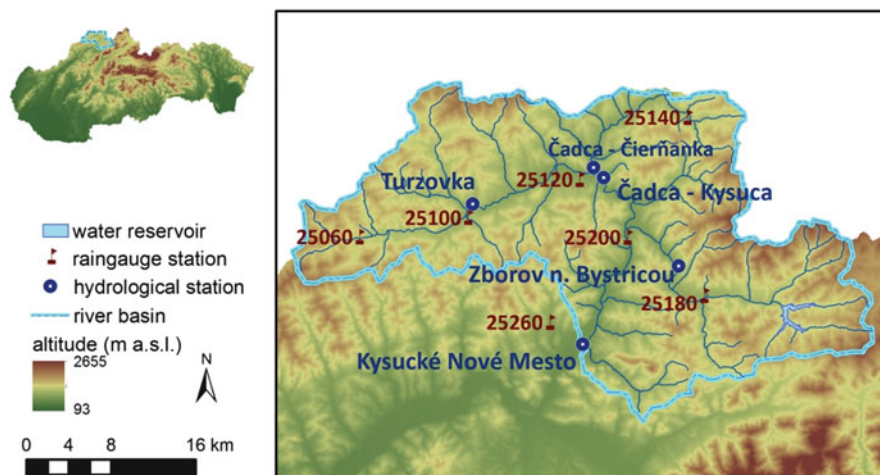 water reservoir
raingauge station
hydrological station
river basin
altitude (m a.s.l.)
2655
93
N
0 4 8 16 km
25140
Čadca - Čierňanka
25120
Čadca - Kysuca
Turzovka
25100
25060
25200
Zborov n. Bystricou
25180
25260
Kysucké Nové Mesto